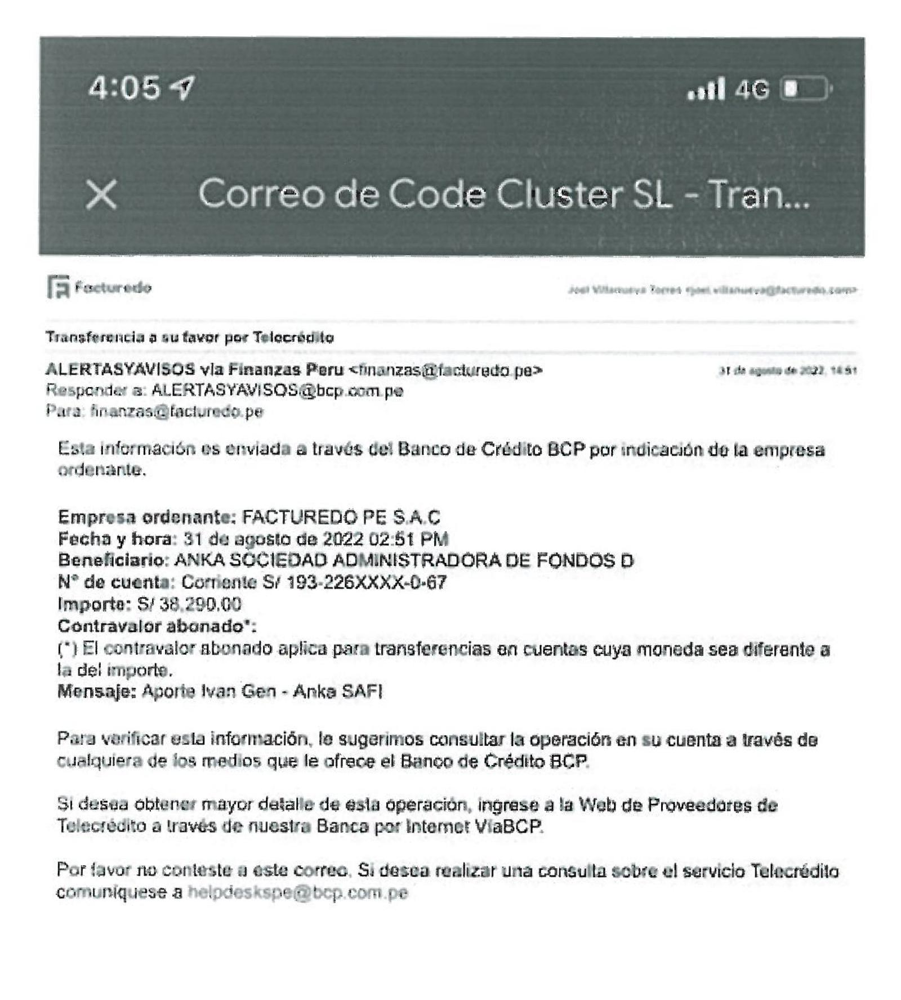 4:05
4G
Correo de Code Cluster SL - Tran...
Facturedo
Joel Villanueva Torres <joel.villanueva@facturedo.com>
Transferencia a su favor por Telecrédito
ALERTASYAVISOS via Finanzas Peru <finanzas@facturedo.pe>
31 de agosto de 2022, 14:51
Responder a: ALERTASYAVISOS@bcp.com.pe
Para: finanzas@facturedo.pe
Esta información es enviada a través del Banco de Crédito BCP por indicación de la empresa
ordenante.
Empresa ordenante: FACTUREDO PE S.A.C
Fecha y hora: 31 de agosto de 2022 02:51 PM
Beneficiario: ANKA SOCIEDAD ADMINISTRADORA DE FONDOS D
N° de cuenta: Corriente S/ 193-226XXXX-0-67
Importe: S/ 38,290.00
Contravalor abonado*:
(*) El contravalor abonado aplica para transferencias en cuentas cuya moneda sea diferente a
la del importe.
Mensaje: Aporte Ivan Gen - Anka SAFI
Para verificar esta información, le sugerimos consultar la operación en su cuenta a través de
cualquiera de los medios que le ofrece el Banco de Crédito BCP.
Si desea obtener mayor detalle de esta operación, ingrese a la Web de Proveedores de
Telecrédito a través de nuestra Banca por Internet VíaBCP.
Por favor no conteste a este correo. Si desea realizar una consulta sobre el servicio Telecrédito
comuníquese a helpdeskspe@bcp.com.pe